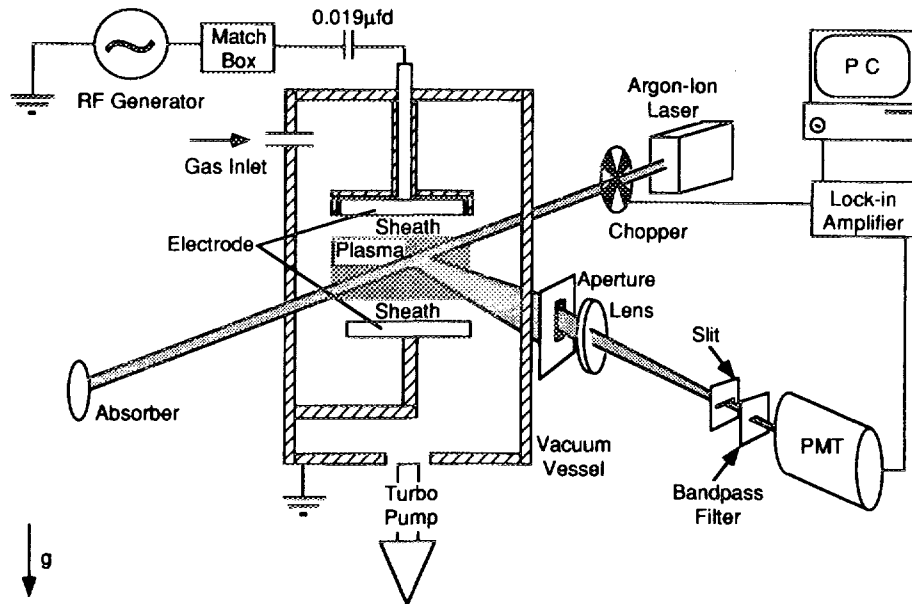 0.019μfd
Match
Box
RF Generator
Gas Inlet
Argon-Ion
Laser
P C
Lock-in
Amplifier
Chopper
Electrode
Sheath
Plasma
Sheath
Aperture
Lens
Slit
Absorber
Vacuum
Vessel
PMT
Bandpass
Filter
Turbo
Pump
g